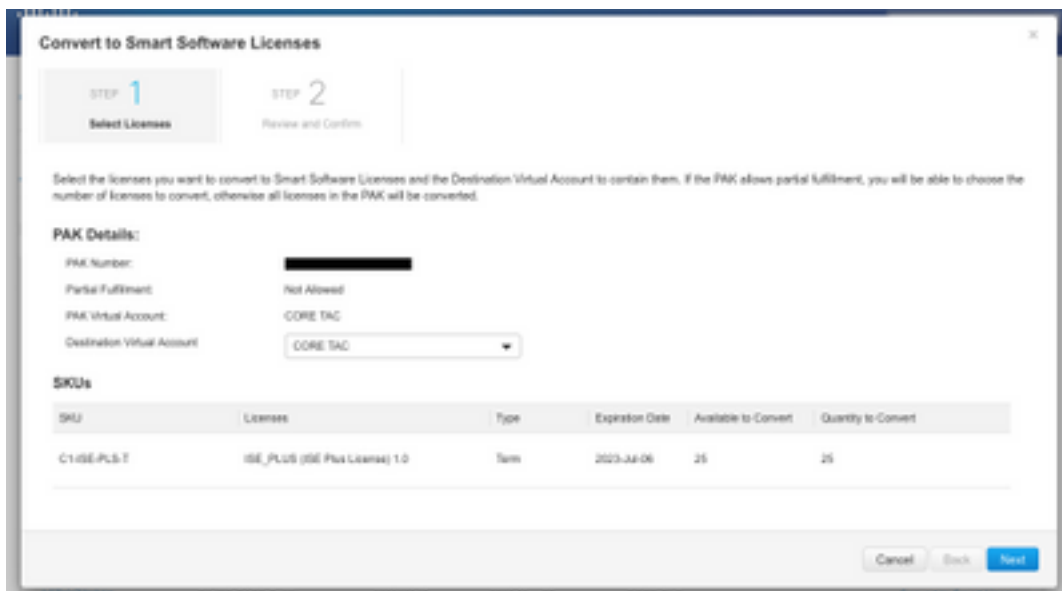 Convert to Smart Software Licenses
×
STEP 1
Select Licenses
STEP 2
Review and Confirm
Select the licenses you want to convert to Smart Software Licenses and the Destination Virtual Account to contain them. If the PAK allows partial fulfillment, you will be able to choose the
number of licenses to convert, otherwise all licenses in the PAK will be converted.
PAK Details:
PAK Number:
Partial Fulfillment: Not Allowed
PAK Virtual Account: CORE TAC
Destination Virtual Account CORE TAC
SKUs
SKU Licenses Type Expiration Date Available to Convert Quantity to Convert
C1-ISE-PLS-T ISE_PLUS (ISE Plus License) 1.0 Term 2023-Jul-06 25 25
Cancel Back Next